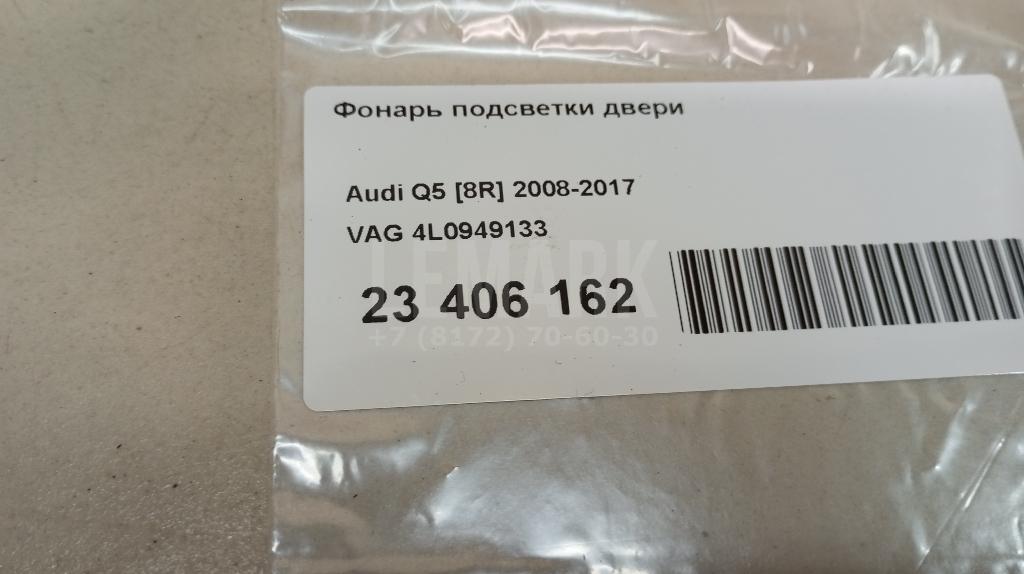 Фонарь подсветки двери
Audi Q5 [8R] 2008-2017
VAG 4L0949133
LEMARK
23 406 162
+7 (8172) 70-60-30